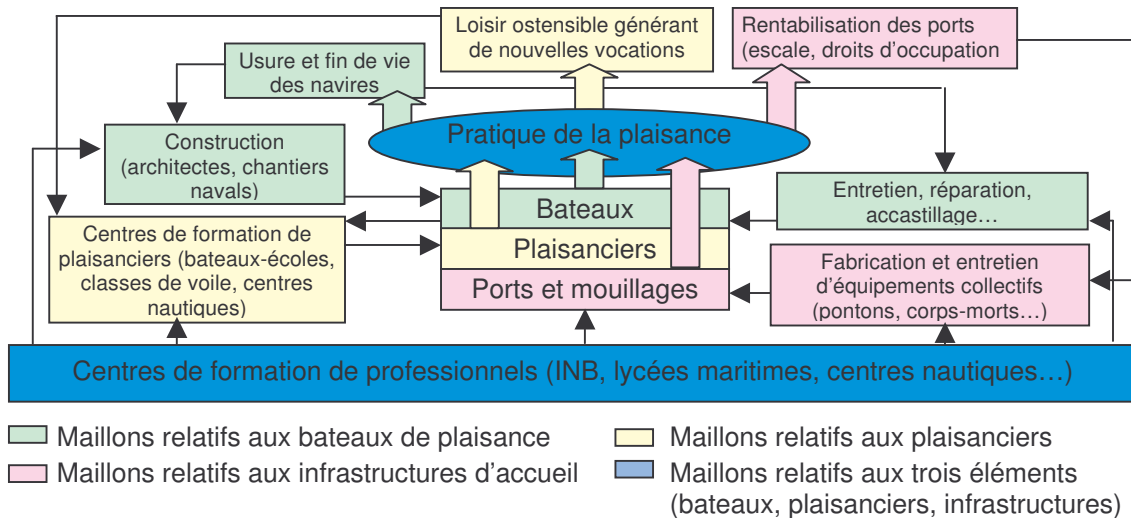 Loisir ostensible générant
de nouvelles vocations
Rentabilisation des ports
(escale, droits d'occupation
Usure et fin de vie
des navires
Pratique de la plaisance
Construction
(architectes, chantiers
navals)
Entretien, réparation,
accastillage…
Bateaux
Plaisanciers
Ports et mouillages
Centres de formation de
plaisanciers (bateaux-écoles,
classes de voile, centres
nautiques)
Fabrication et entretien
d'équipements collectifs
(pontons, corps-morts…)
Centres de formation de professionnels (INB, lycées maritimes, centres nautiques…)
Maillons relatifs aux bateaux de plaisance
Maillons relatifs aux plaisanciers
Maillons relatifs aux infrastructures d'accueil
Maillons relatifs aux trois éléments
(bateaux, plaisanciers, infrastructures)